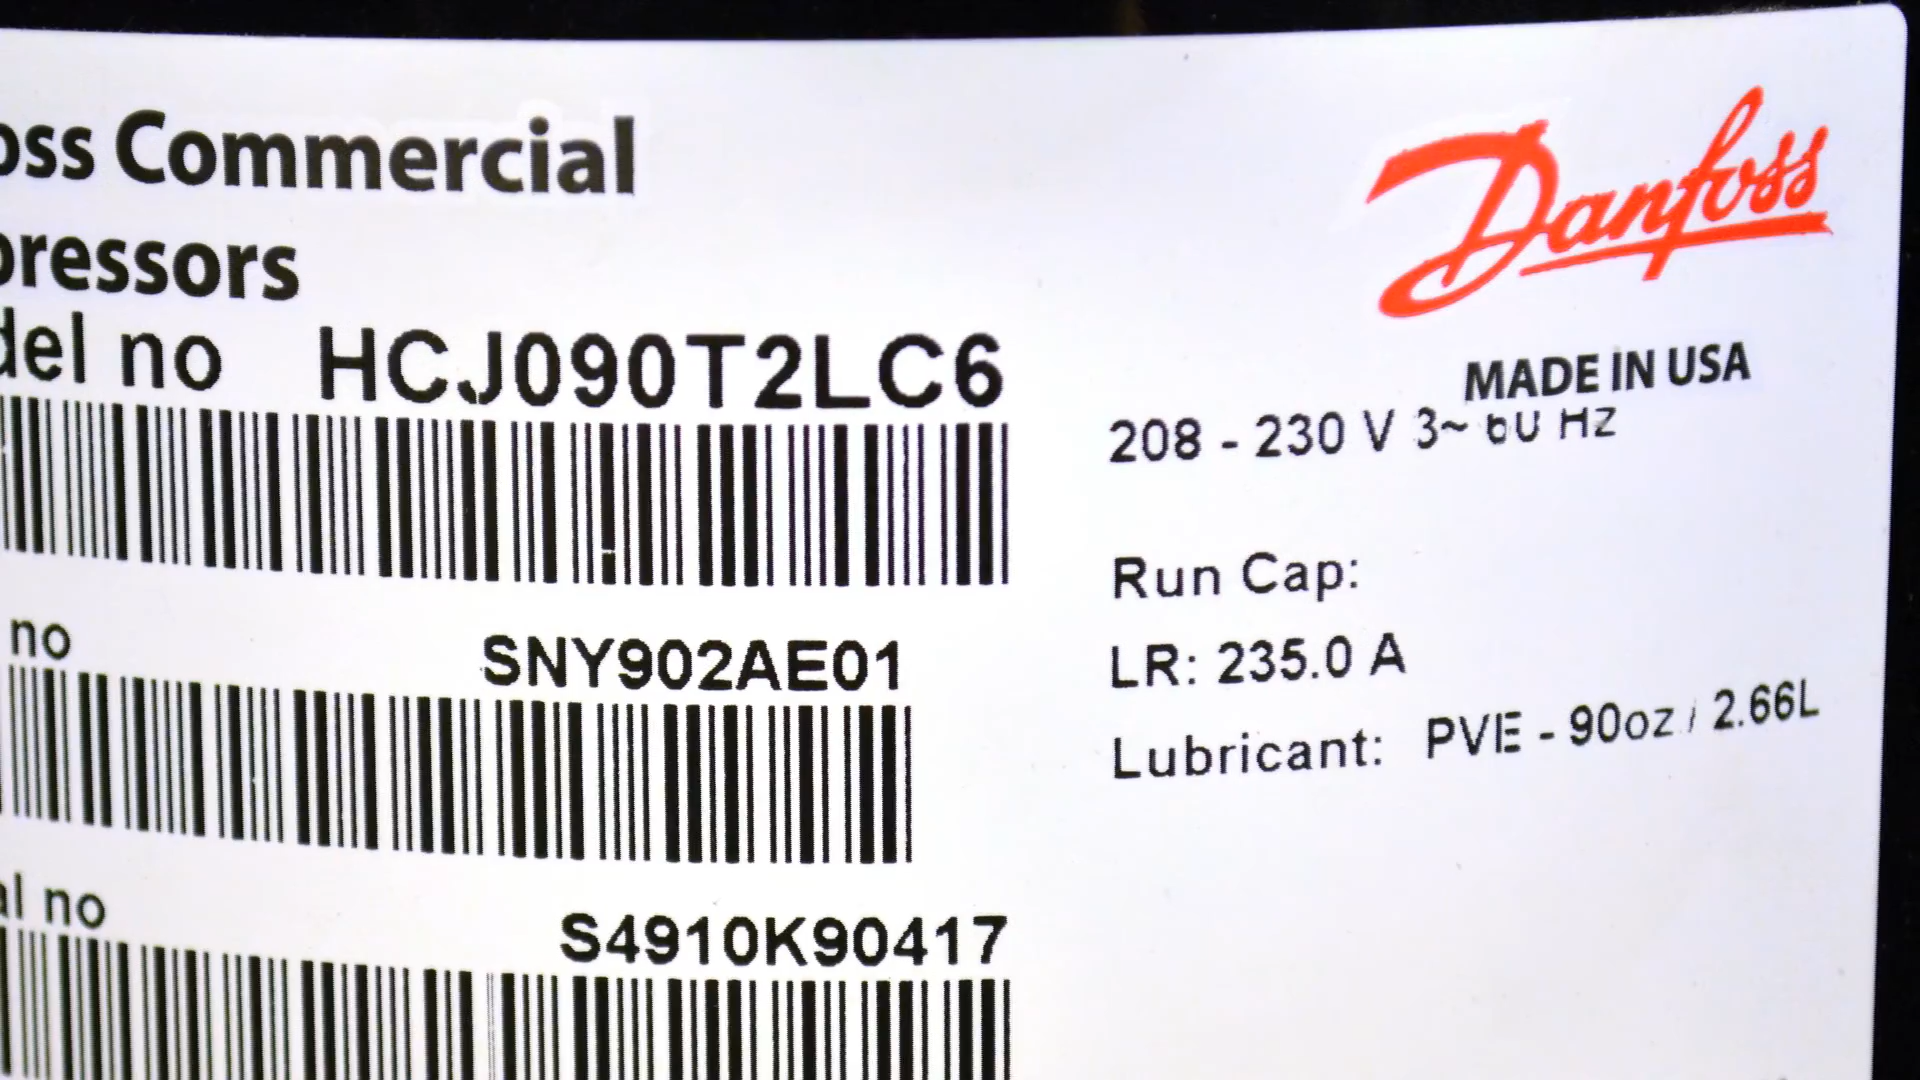 oss Commercial
pressors
del no HCJ090T2LC6
no SNY902AE01
al no S4910K90417
Danfoss
MADE IN USA
208 - 230 V 3~ 60 Hz
Run Cap:
LR: 235.0 A
Lubricant: PVE - 90oz / 2.66L